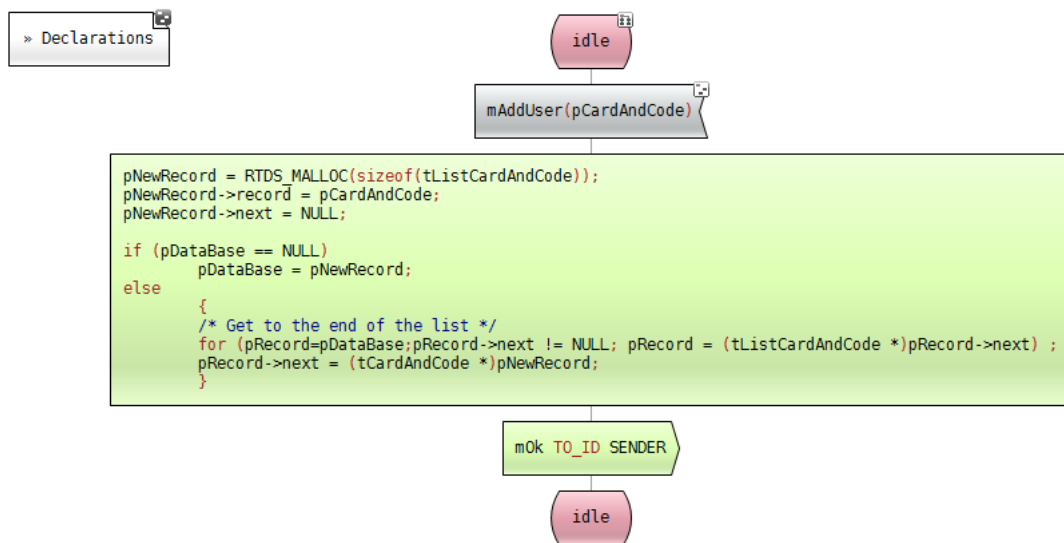 » Declarations
idle
mAddUser(pCardAndCode)
pNewRecord = RTDS_MALLOC(sizeof(tListCardAndCode));
pNewRecord->record = pCardAndCode;
pNewRecord->next = NULL;
if (pDataBase == NULL)
pDataBase = pNewRecord;
else
{
/* Get to the end of the list */
for (pRecord=pDataBase;pRecord->next != NULL; pRecord = (tListCardAndCode *)pRecord->next) ;
pRecord->next = (tCardAndCode *)pNewRecord;
}
mOk TO_ID SENDER
idle